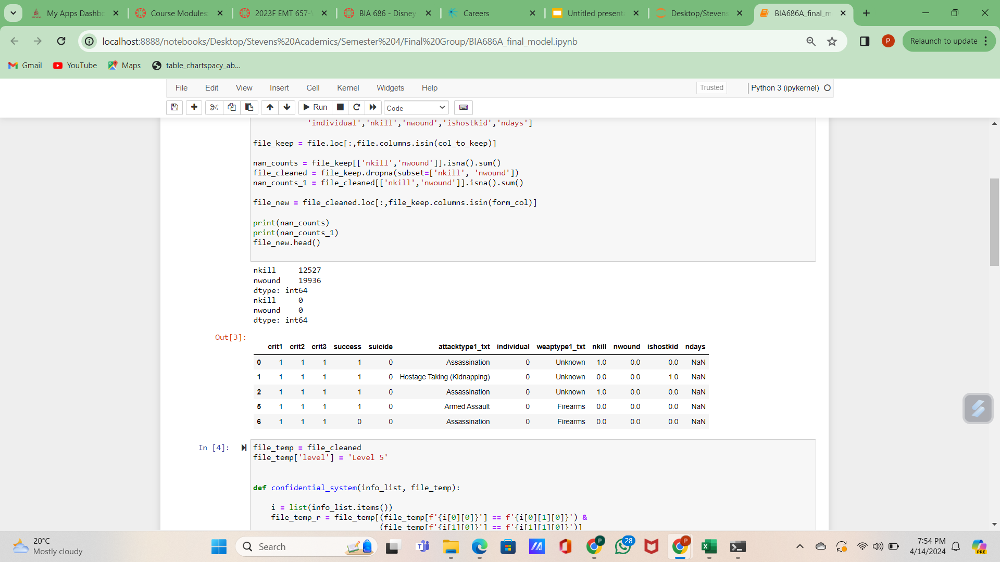 My Apps Dashbo
Course Modules:
2023F EMT 657-
BIA 686 - Disney
Careers
Untitled present
Desktop/Stevens
BIA686A_final_m
localhost:8888/notebooks/Desktop/Stevens%20Academics/Semester%204/Final%20Group/BIA686A_final_model.ipynb
P
Relaunch to update
Gmail
YouTube
Maps
table_chartspacy_ab...
File Edit View Insert Cell Kernel Widgets Help
Trusted
Python 3 (ipykernel)
Run
Code
'individual','nkill','nwound','ishostkid','ndays']
file_keep = file.loc[:,file.columns.isin(col_to_keep)]
nan_counts = file_keep[['nkill','nwound']].isna().sum()
file_cleaned = file_keep.dropna(subset=['nkill', 'nwound'])
nan_counts_1 = file_cleaned[['nkill','nwound']].isna().sum()
file_new = file_cleaned.loc[:,file_keep.columns.isin(form_col)]
print(nan_counts)
print(nan_counts_1)
file_new.head()
nkill 12527
nwound 19936
dtype: int64
nkill 0
nwound 0
dtype: int64
Out[3]:
crit1 crit2 crit3 success suicide attacktype1_txt individual weaptype1_txt nkill nwound ishostkid ndays
0 1 1 1 1 0 Assassination 0 Unknown 1.0 0.0 0.0 NaN
1 1 1 1 1 0 Hostage Taking (Kidnapping) 0 Unknown 0.0 0.0 1.0 NaN
2 1 1 1 1 0 Assassination 0 Unknown 1.0 0.0 0.0 NaN
5 1 1 1 1 0 Armed Assault 0 Firearms 0.0 0.0 0.0 NaN
6 1 1 1 0 0 Assassination 0 Firearms 0.0 0.0 0.0 NaN
In [4]:
file_temp = file_cleaned
file_temp['level'] = 'Level 5'
def confidential_system(info_list, file_temp):
i = list(info_list.items())
file_temp_r = file_temp[(file_temp[f'{i[0][0]}'] == f'{i[0][1][0]}') &
(file_temp[f'{i[1][0]}'] == f'{i[1][1][0]}')]
20°C
Mostly cloudy
Search
P
28
P
7:54 PM
4/14/2024
PRE